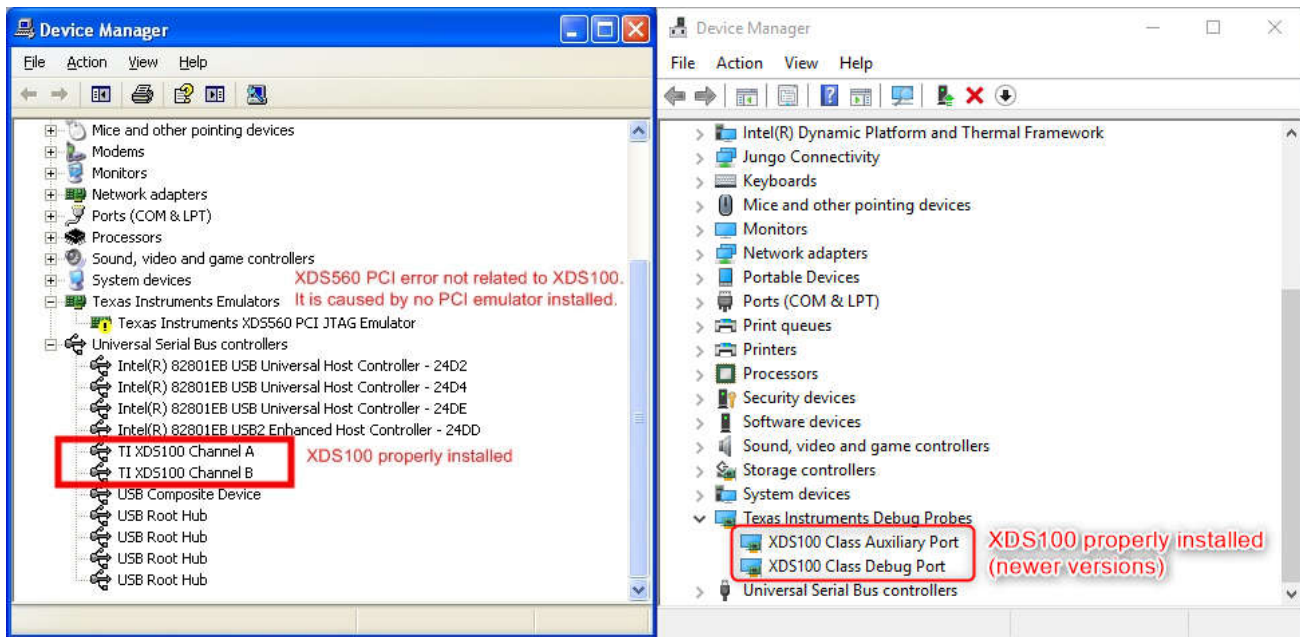 Device Manager
File Action View Help
Mice and other pointing devices
Modems
Monitors
Network adapters
Ports (COM & LPT)
Processors
Sound, video and game controllers
System devices
XDS560 PCI error not related to XDS100.
Texas Instruments Emulators
It is caused by no PCI emulator installed.
Texas Instruments XDS560 PCI JTAG Emulator
Universal Serial Bus controllers
Intel(R) 82801EB USB Universal Host Controller - 24D2
Intel(R) 82801EB USB Universal Host Controller - 24D4
Intel(R) 82801EB USB Universal Host Controller - 24DE
Intel(R) 82801EB USB2 Enhanced Host Controller - 24DD
TI XDS100 Channel A
TI XDS100 Channel B
XDS100 properly installed
USB Composite Device
USB Root Hub
USB Root Hub
USB Root Hub
USB Root Hub
Device Manager
File Action View Help
Intel(R) Dynamic Platform and Thermal Framework
Jungo Connectivity
Keyboards
Mice and other pointing devices
Monitors
Network adapters
Portable Devices
Ports (COM & LPT)
Print queues
Printers
Processors
Security devices
Software devices
Sound, video and game controllers
Storage controllers
System devices
Texas Instruments Debug Probes
XDS100 Class Auxiliary Port
XDS100 Class Debug Port
XDS100 properly installed
(newer versions)
Universal Serial Bus controllers